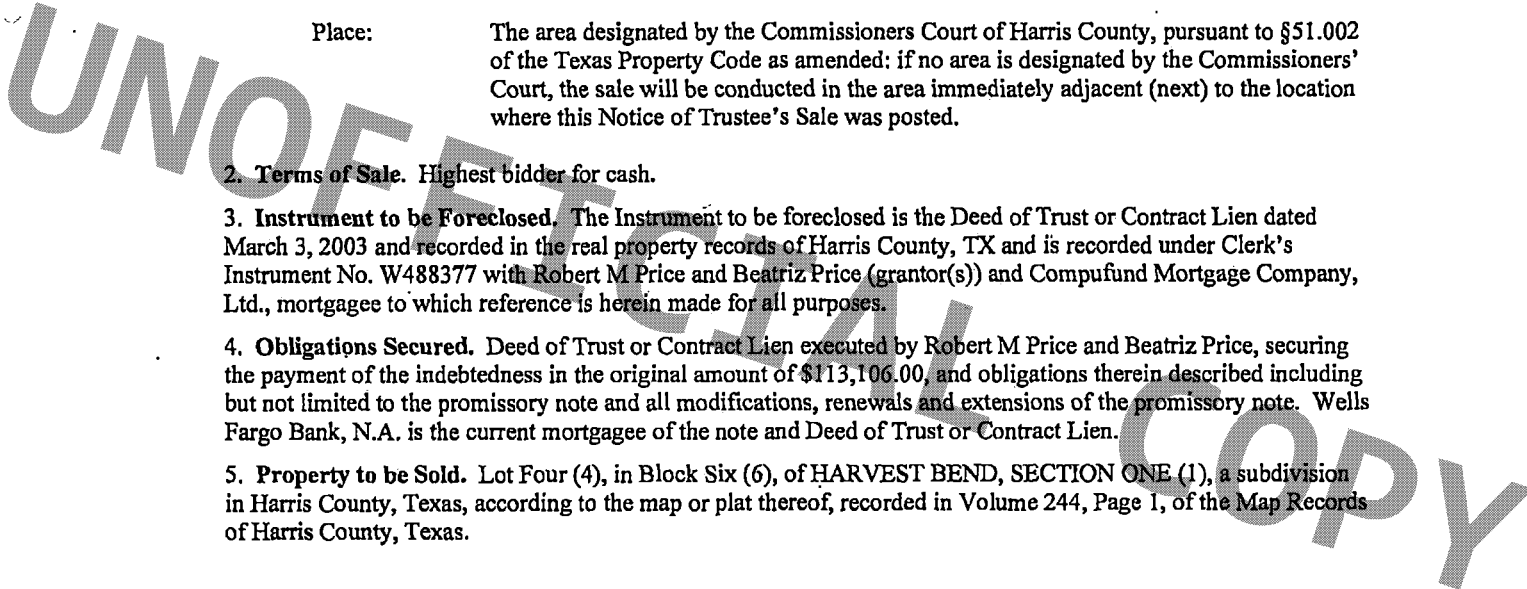 Place: The area designated by the Commissioners Court of Harris County, pursuant to §51.002
of the Texas Property Code as amended: if no area is designated by the Commissioners'
Court, the sale will be conducted in the area immediately adjacent (next) to the location
where this Notice of Trustee's Sale was posted.
2. Terms of Sale. Highest bidder for cash.
3. Instrument to be Foreclosed. The Instrument to be foreclosed is the Deed of Trust or Contract Lien dated
March 3, 2003 and recorded in the real property records of Harris County, TX and is recorded under Clerk's
Instrument No. W488377 with Robert M Price and Beatriz Price (grantor(s)) and Compufund Mortgage Company,
Ltd., mortgagee to which reference is herein made for all purposes.
4. Obligations Secured. Deed of Trust or Contract Lien executed by Robert M Price and Beatriz Price, securing
the payment of the indebtedness in the original amount of $113,106.00, and obligations therein described including
but not limited to the promissory note and all modifications, renewals and extensions of the promissory note. Wells
Fargo Bank, N.A. is the current mortgagee of the note and Deed of Trust or Contract Lien.
5. Property to be Sold. Lot Four (4), in Block Six (6), of HARVEST BEND, SECTION ONE (1), a subdivision
in Harris County, Texas, according to the map or plat thereof, recorded in Volume 244, Page 1, of the Map Records
of Harris County, Texas.
UNOFFICIAL COPY